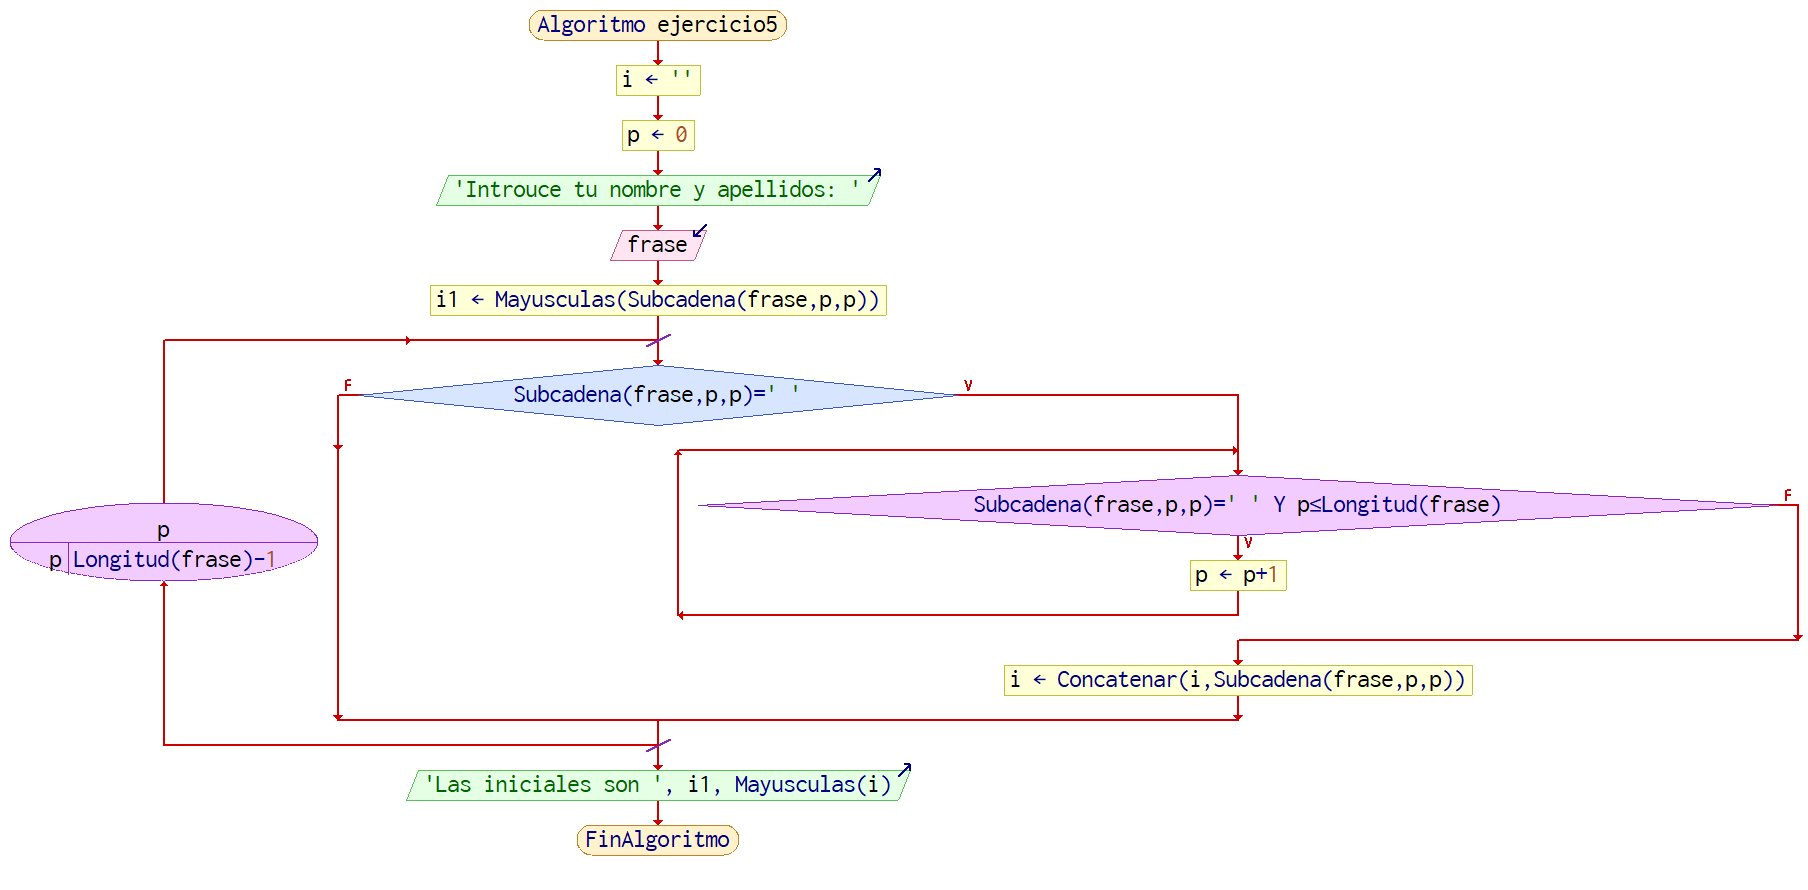 Algoritmo ejercicio5
i ← ''
p ← 0
'Introuce tu nombre y apellidos: '
frase
i1 ← Mayusculas(Subcadena(frase,p,p))
F
Subcadena(frase,p,p)=' '
V
Subcadena(frase,p,p)=' ' Y p≤Longitud(frase)
F
V
p
p Longitud(frase)-1
p ← p+1
i ← Concatenar(i,Subcadena(frase,p,p))
'Las iniciales son ', i1, Mayusculas(i)
FinAlgoritmo